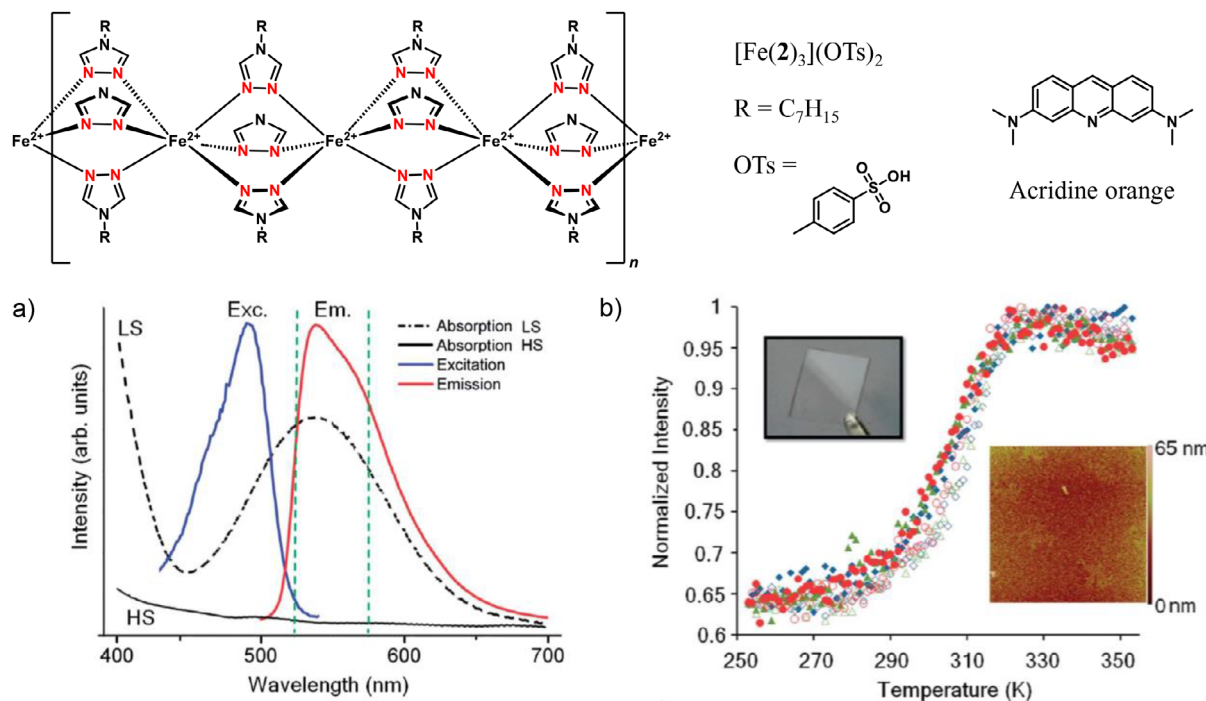 R
R
R
R
N
N
N
N
N N
N N
N N
N N
N
N
N
N
N N
N N
N N
N N
Fe2+
Fe2+
Fe2+
Fe2+
Fe2+
N N
N N
N N
N N
N
N
N
N
R
R
R
R
n
[Fe(2)3](OTs)2
R = C7H15
OTs =
O
S
OH
O
N
N
N
Acridine orange
a)
LS
Exc.
Em.
Absorption LS
Absorption HS
Excitation
Emission
HS
Intensity (arb. units)
400
500
600
700
Wavelength (nm)
b)
1
0.95
0.9
0.85
0.8
0.75
0.7
0.65
0.6
Normalized Intensity
65 nm
0 nm
250
270
290
310
330
350
Temperature (K)